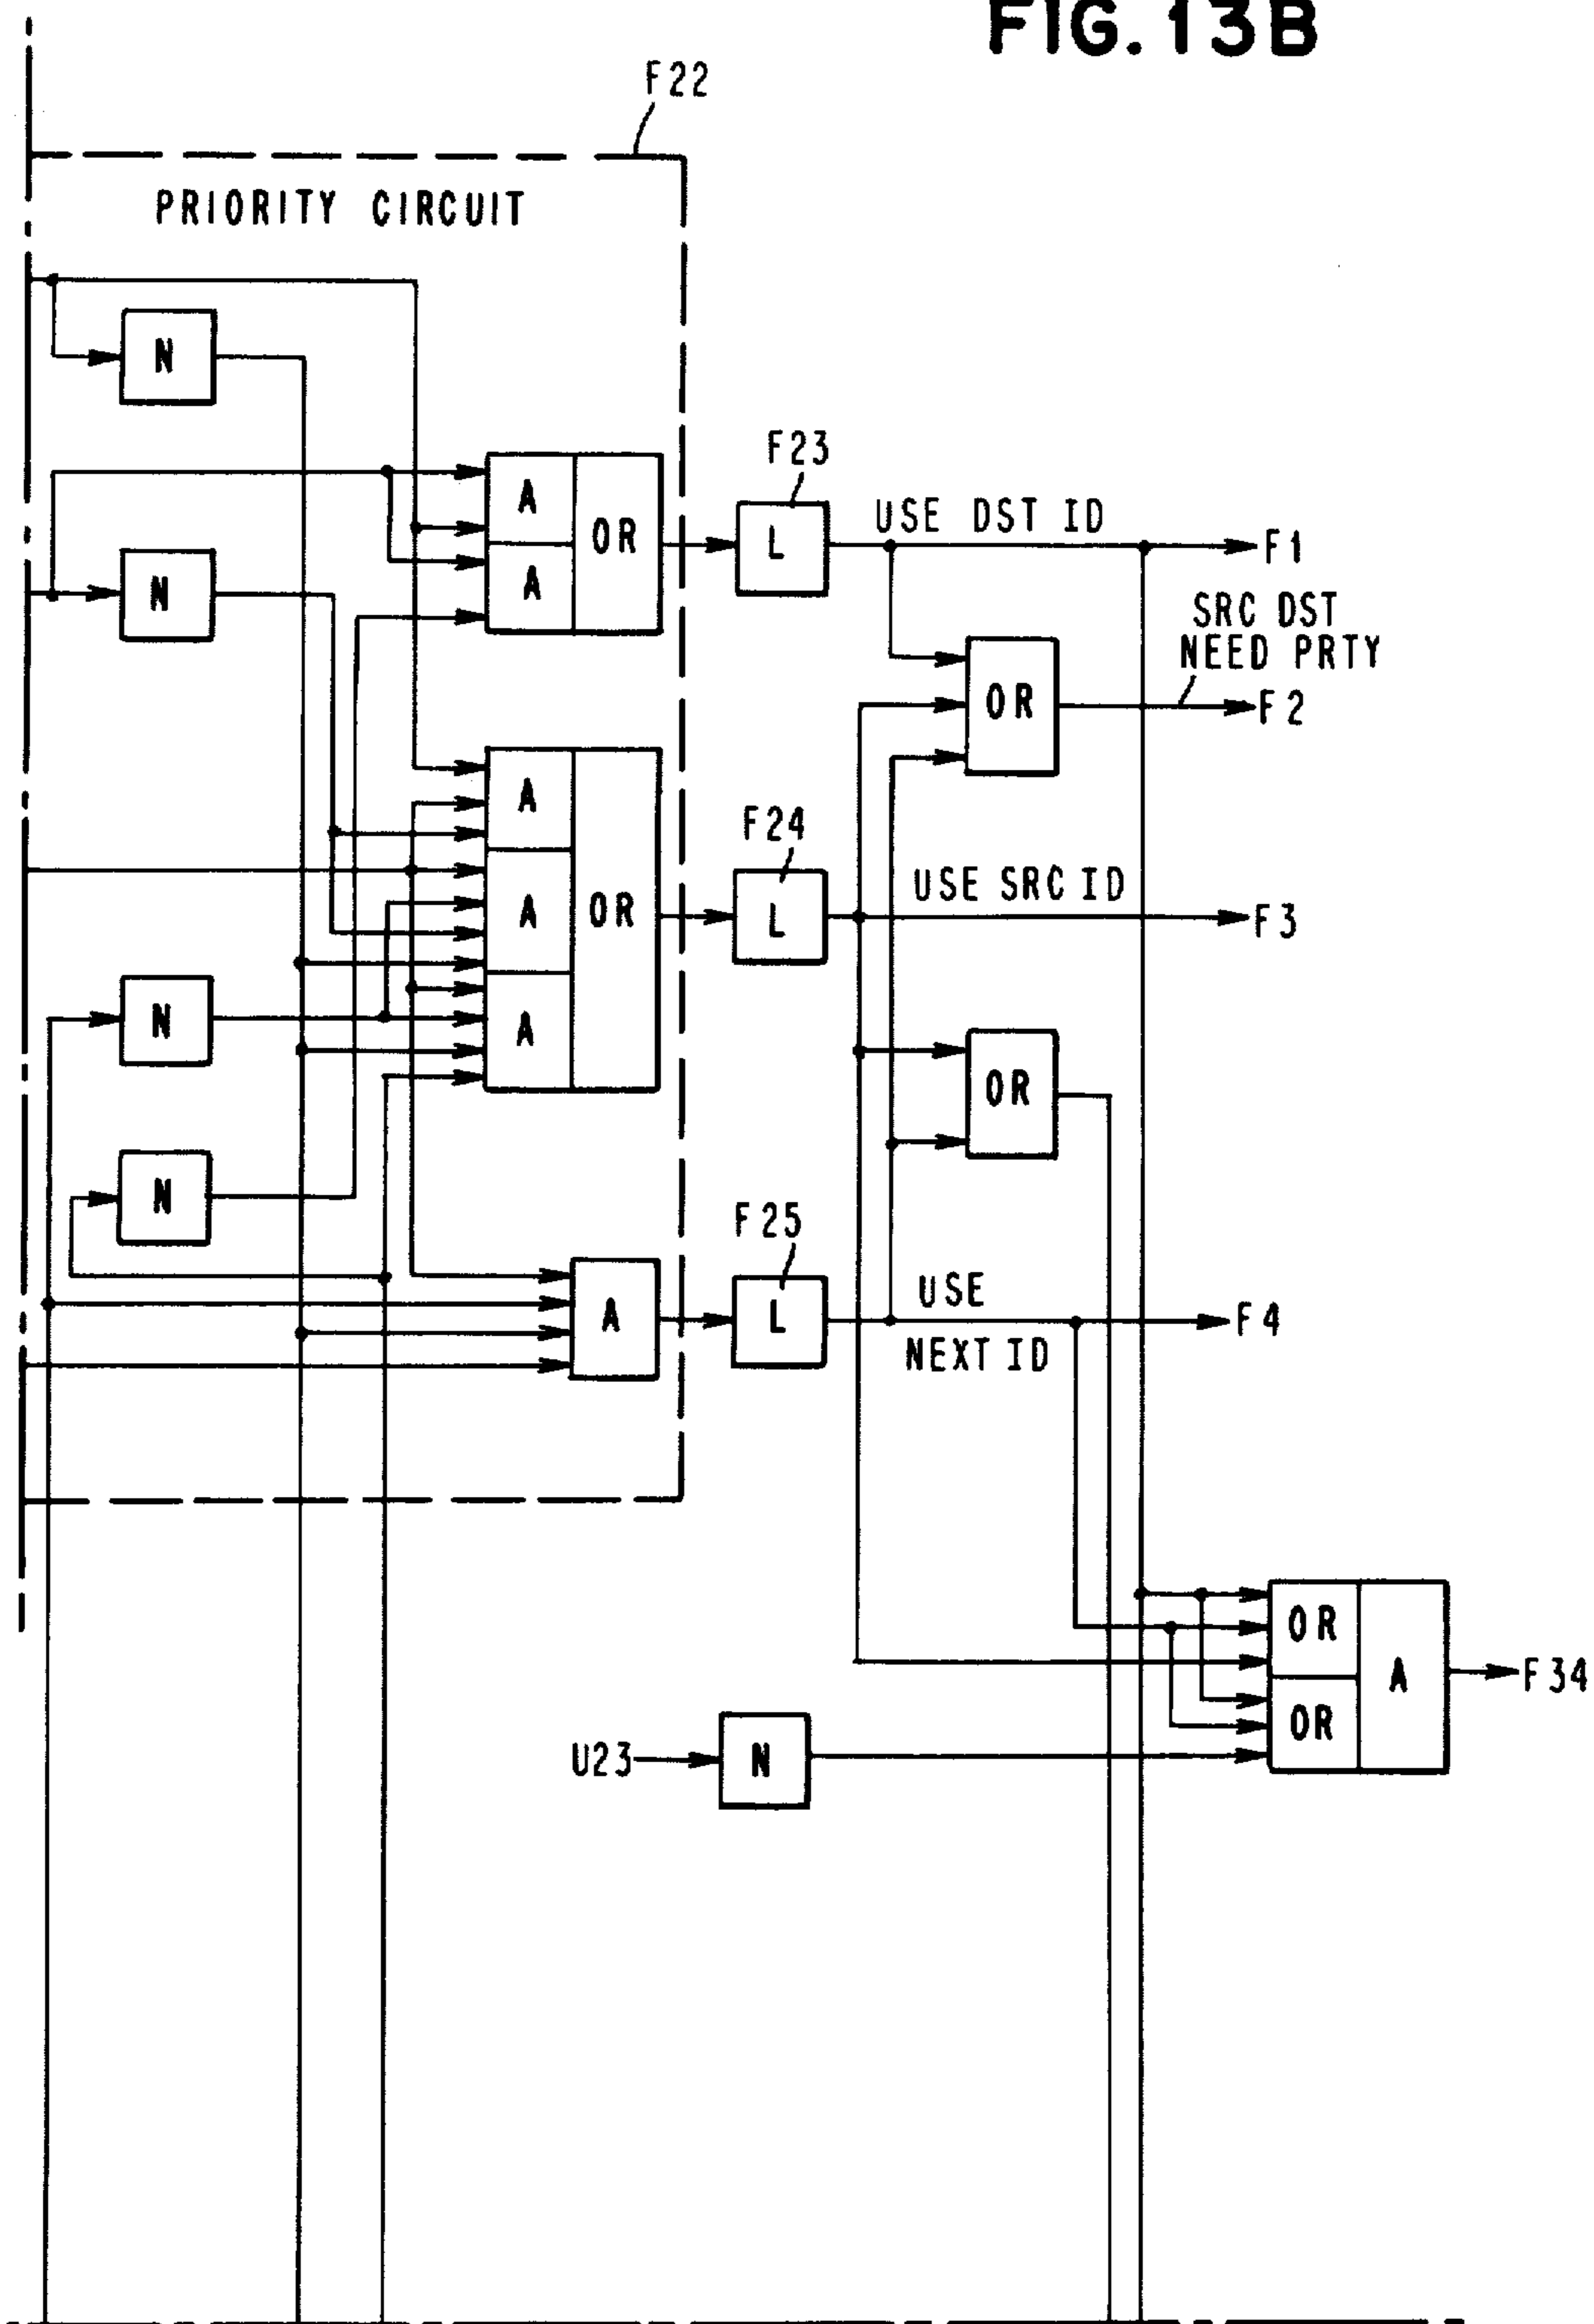 FIG. 13B
F22
PRIORITY CIRCUIT
N
A
OR
A
F23
L
USE DST ID
F1
N
SRC DST
NEED PRTY
OR
F2
A
A
OR
A
F24
L
USE SRC ID
F3
N
OR
N
A
F25
L
USE
NEXT ID
F4
OR
A
OR
F34
U23
N